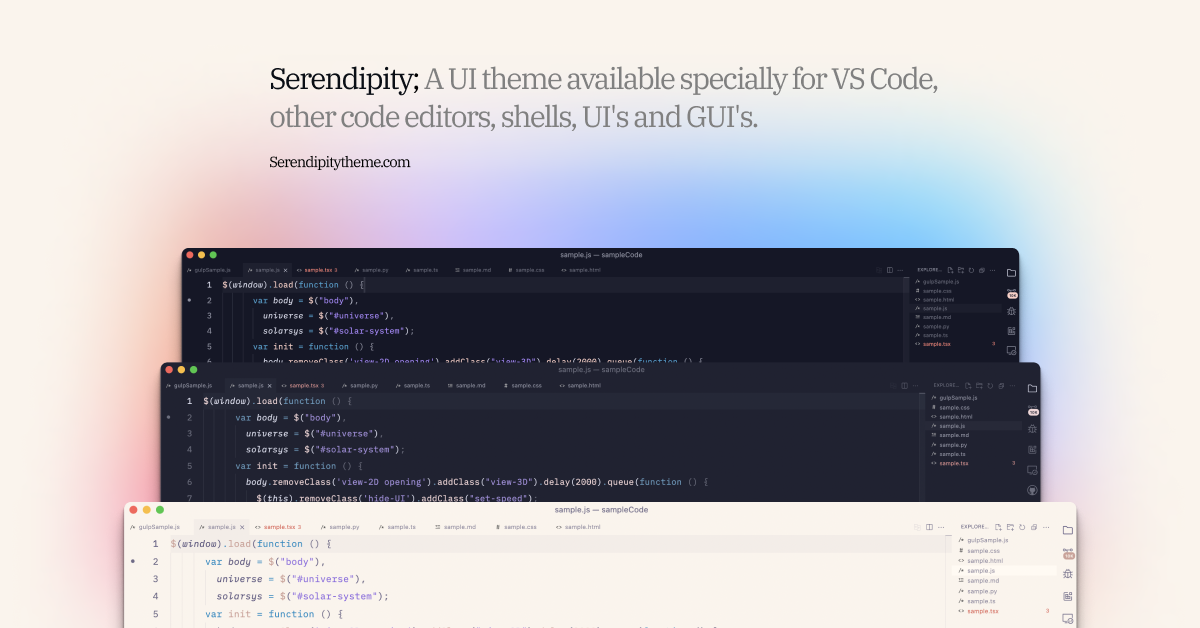 Serendipity; A UI theme available specially for VS Code,
other code editors, shells, UI's and GUI's.
Serendipitytheme.com
sample.js — sampleCode
gulpSample.js sample.js sample.tsx 3 sample.py sample.ts sample.md sample.css sample.html EXPLORE...
1 $(window).load(function () {
2 var body = $("body"),
3 universe = $("#universe"),
4 solarsys = $("#solar-system");
5 var init = function () {
6 body.removeClass('view-2D opening').addClass("view-3D").delay(2000).queue(function () {
gulpSample.js
sample.css
sample.html
sample.js
sample.md
sample.py
sample.ts
sample.tsx 3
sample.js — sampleCode
gulpSample.js sample.js sample.tsx 3 sample.py sample.ts sample.md sample.css sample.html EXPLORE...
1 $(window).load(function () {
2 var body = $("body"),
3 universe = $("#universe"),
4 solarsys = $("#solar-system");
5 var init = function () {
6 body.removeClass('view-2D opening').addClass("view-3D").delay(2000).queue(function () {
7 $(this).removeClass('hide-UI').addClass("set-speed");
gulpSample.js
sample.css
sample.html
sample.js
sample.md
sample.py
sample.ts
sample.tsx 3
sample.js — sampleCode
gulpSample.js sample.js sample.tsx 3 sample.py sample.ts sample.md sample.css sample.html EXPLORE...
1 $(window).load(function () {
2 var body = $("body"),
3 universe = $("#universe"),
4 solarsys = $("#solar-system");
5 var init = function () {
gulpSample.js
sample.css
sample.html
sample.js
sample.md
sample.py
sample.ts
sample.tsx 3